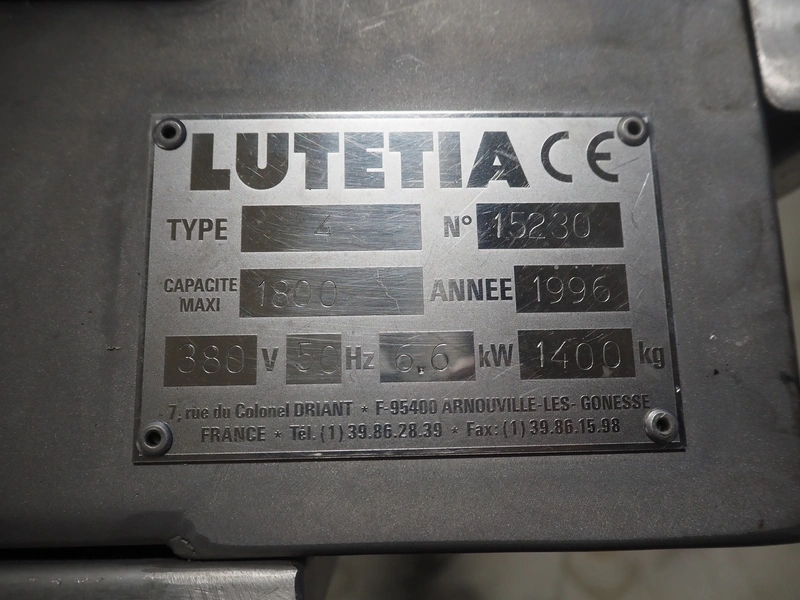 LUTETIA CE
TYPE 4 N° 15230
CAPACITE MAXI 1800 ANNEE 1996
380 V 50 Hz 6,6 kW 1400 kg
7, rue du Colonel DRIANT * F-95400 ARNOUVILLE-LES- GONESSE
FRANCE * Tél. (1) 39.86.28.39 * Fax: (1) 39.86.15.98